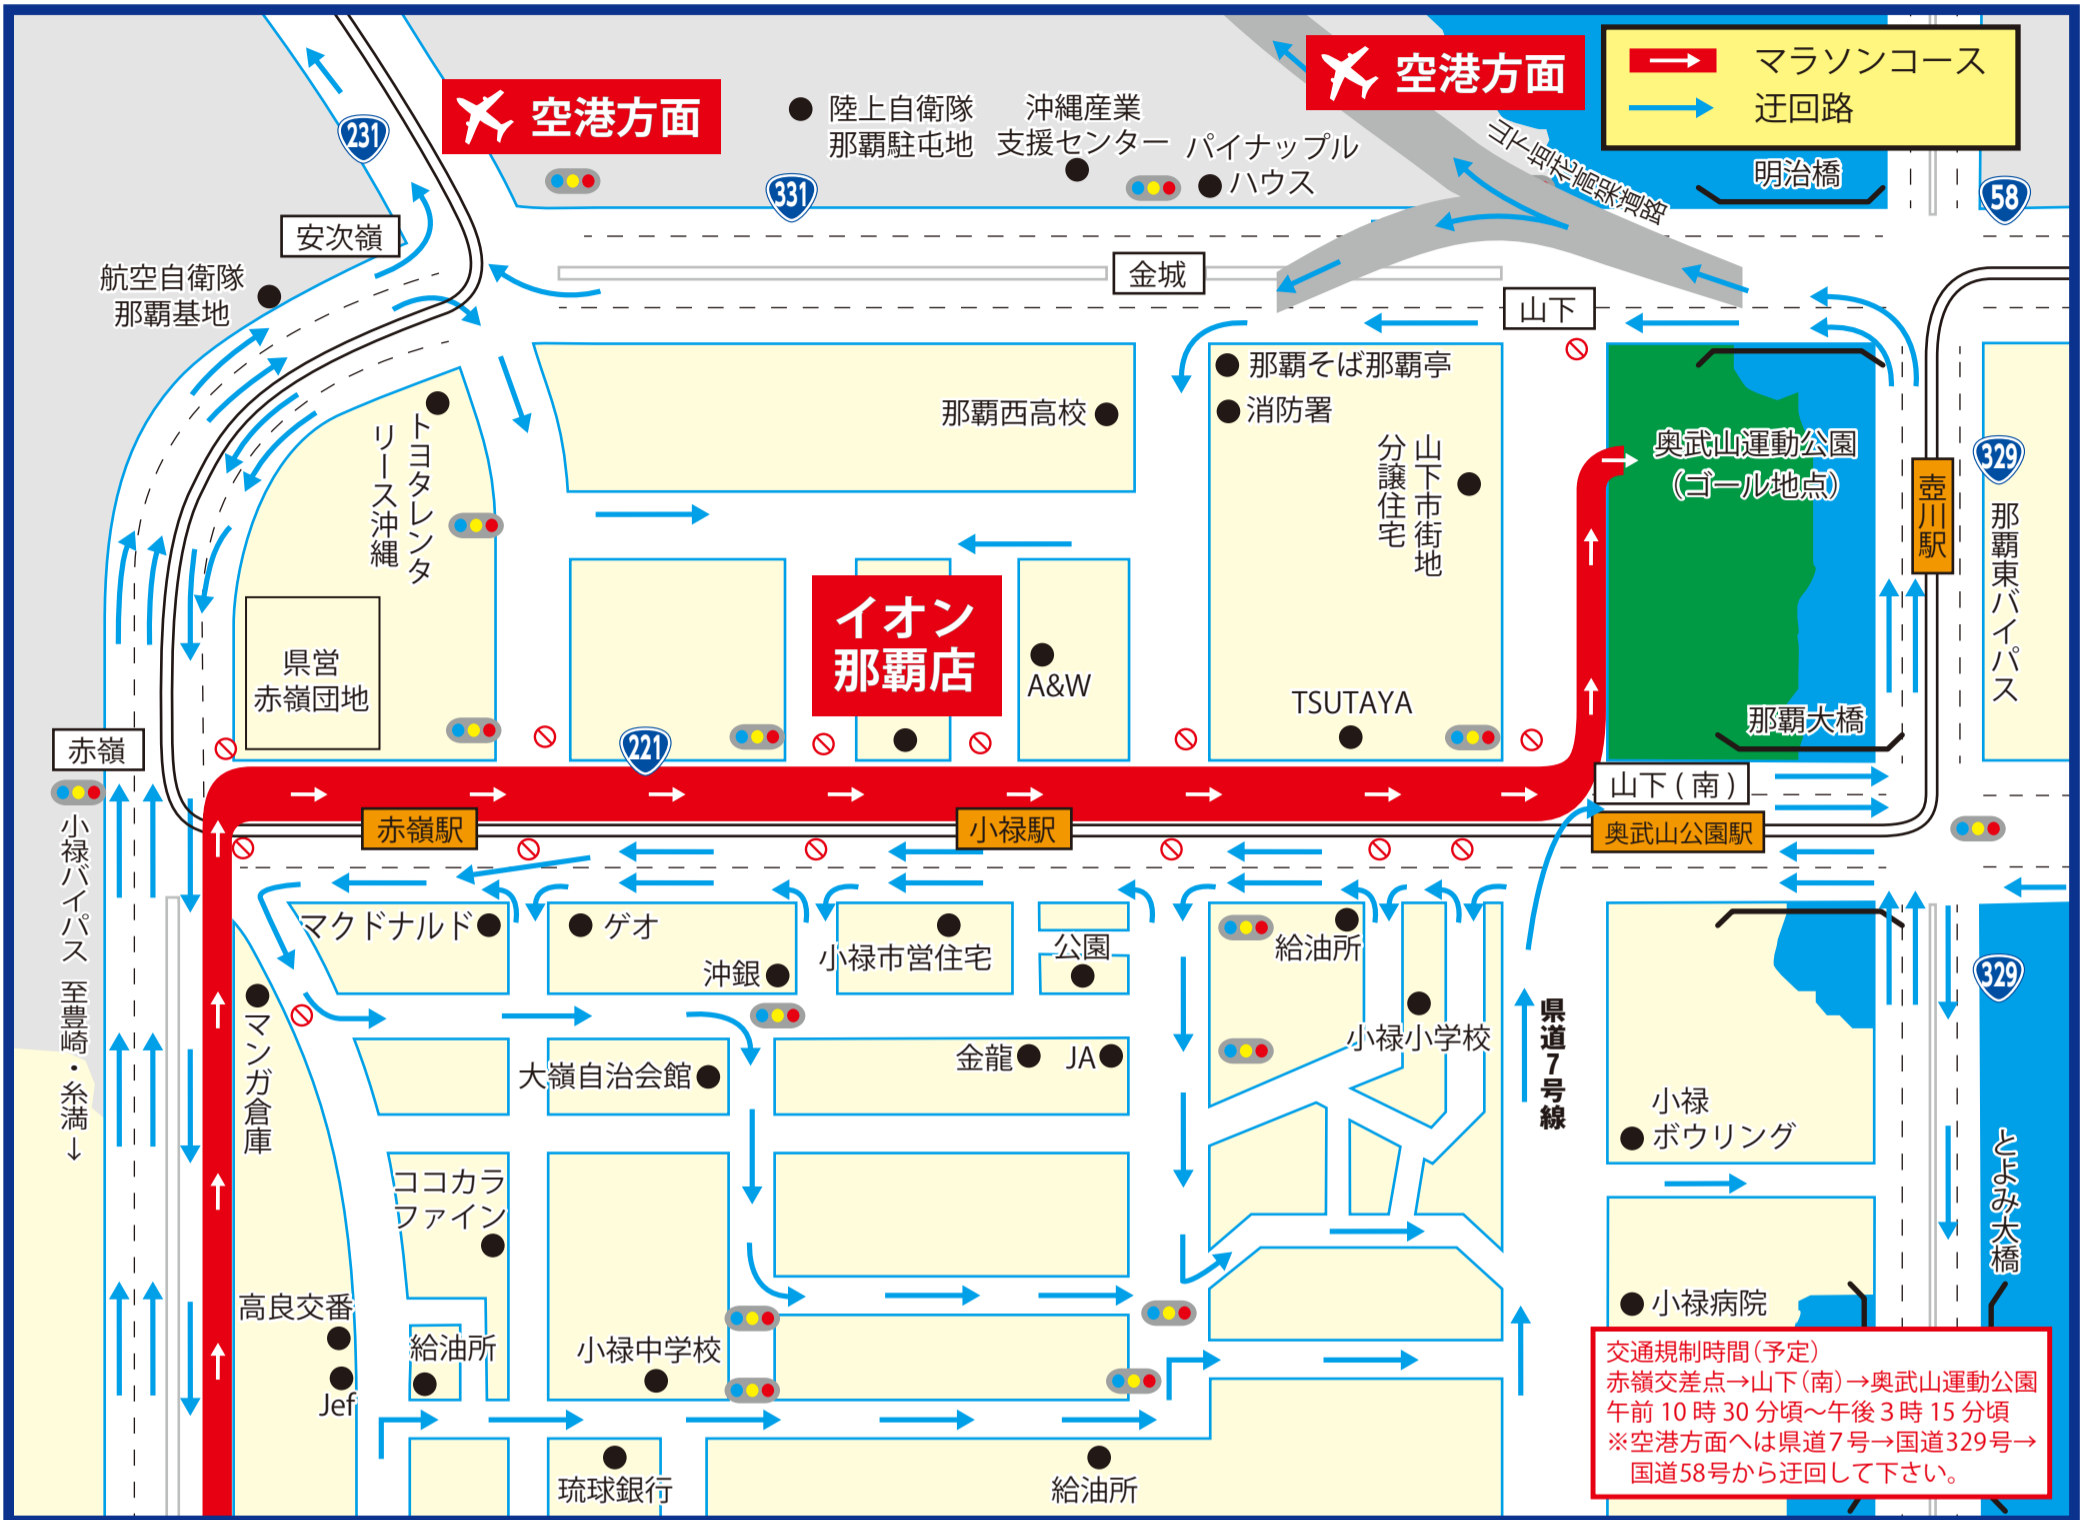 空港方面
空港方面
マラソンコース
迂回路
陸上自衛隊
那覇駐屯地
沖縄産業
支援センター
パイナップル
ハウス
山下垣花高架道路
明治橋
231
331
58
安次嶺
航空自衛隊
那覇基地
金城
山下
那覇そば那覇亭
消防署
那覇西高校
トヨタレンタ
リース沖縄
山下市街地
分譲住宅
奥武山運動公園
（ゴール地点）
329
壺川駅
那覇東バイパス
イオン
那覇店
県営
赤嶺団地
A&W
TSUTAYA
那覇大橋
赤嶺
221
山下（南）
赤嶺駅
小禄駅
奥武山公園駅
小禄バイパス 至豊崎・糸満→
マクドナルド
ゲオ
沖銀
小禄市営住宅
公園
給油所
329
マンガ倉庫
大嶺自治会館
金龍
JA
小禄小学校
県道7号線
小禄
ボウリング
とよみ大橋
ココカラ
ファイン
高良交番
Jef
給油所
小禄中学校
小禄病院
琉球銀行
給油所
交通規制時間（予定）
赤嶺交差点→山下（南）→奥武山運動公園
午前10時30分頃～午後3時15分頃
※空港方面へは県道7号→国道329号→
国道58号から迂回して下さい。